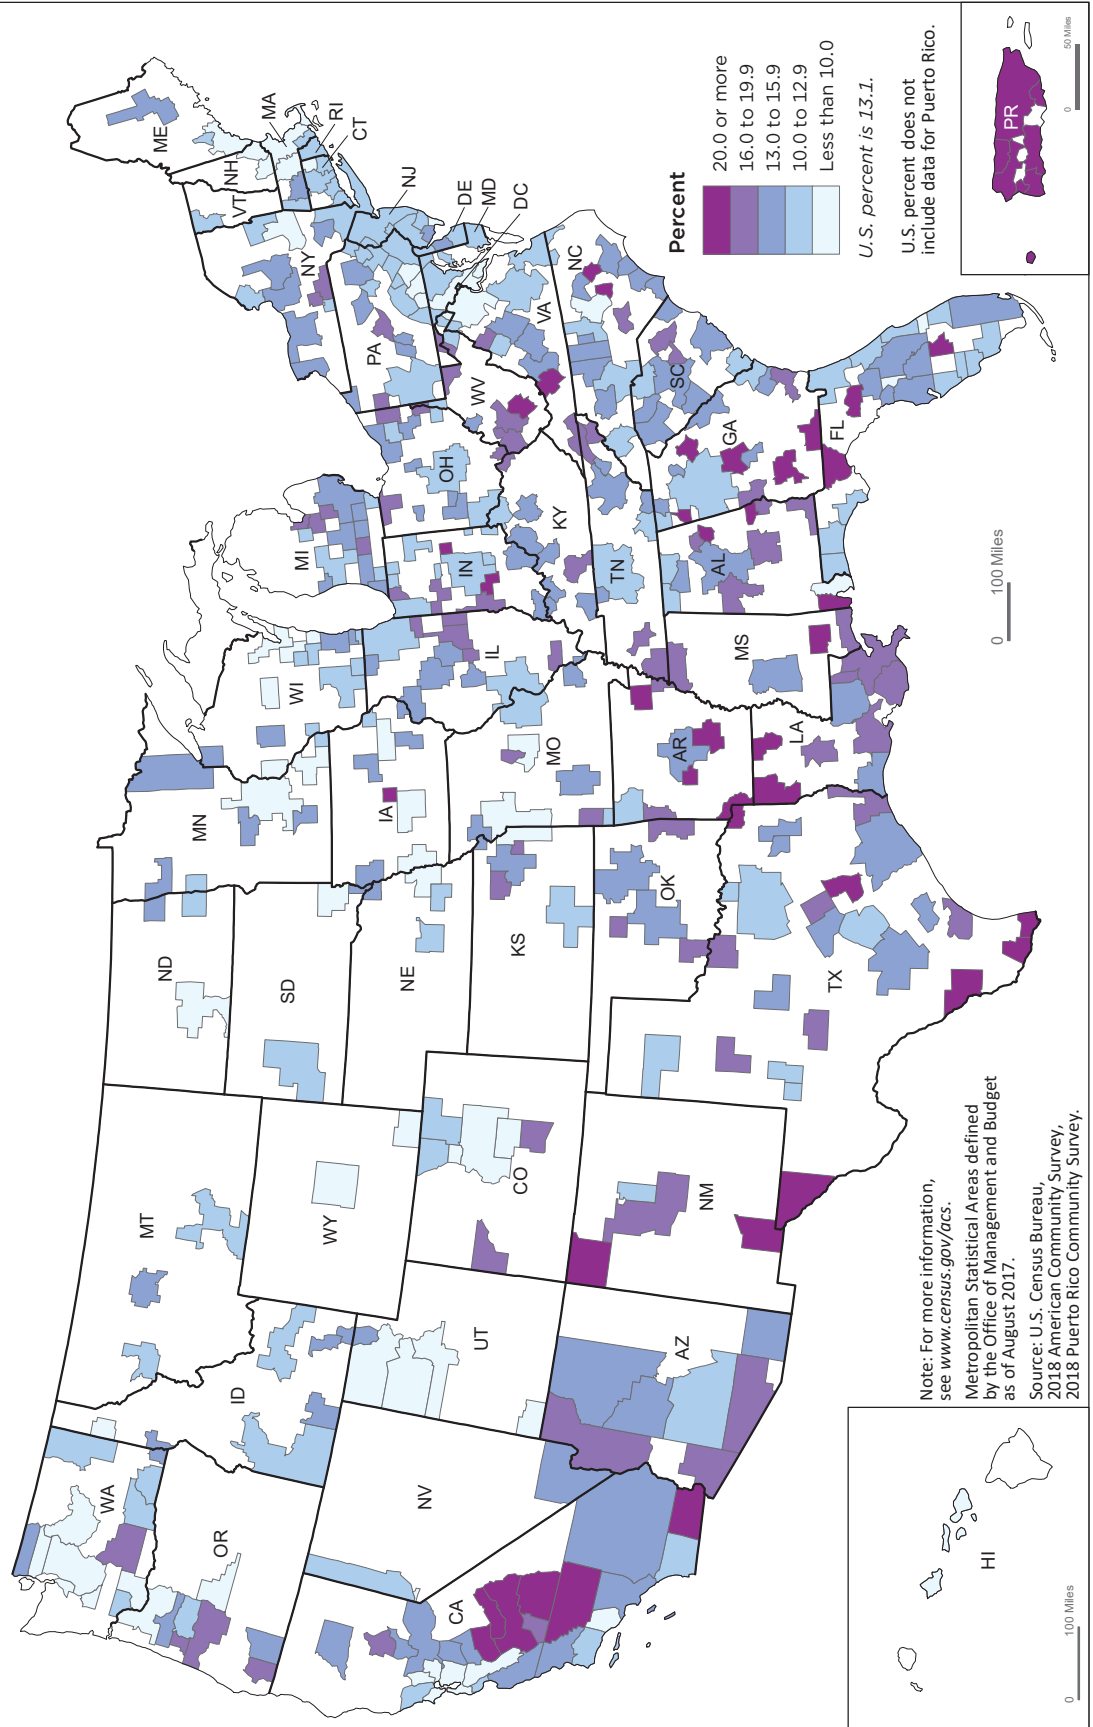 ME
NH
VT
MA
RI
CT
NY
NJ
PA
DE
MD
DC
WA
MT
ND
MN
WI
MI
OR
ID
WY
SD
IA
IL
IN
OH
WV
VA
NC
NV
UT
CO
NE
KS
MO
KY
TN
SC
CA
AZ
NM
OK
AR
MS
AL
GA
TX
LA
FL
HI
PR
Percent
20.0 or more
16.0 to 19.9
13.0 to 15.9
10.0 to 12.9
Less than 10.0
U.S. percent is 13.1.
U.S. percent does not
include data for Puerto Rico.
0 100 Miles
0 100 Miles
0 50 Miles
Note: For more information,
see www.census.gov/acs.
Metropolitan Statistical Areas defined
by the Office of Management and Budget
as of August 2017.
Source: U.S. Census Bureau,
2018 American Community Survey,
2018 Puerto Rico Community Survey.